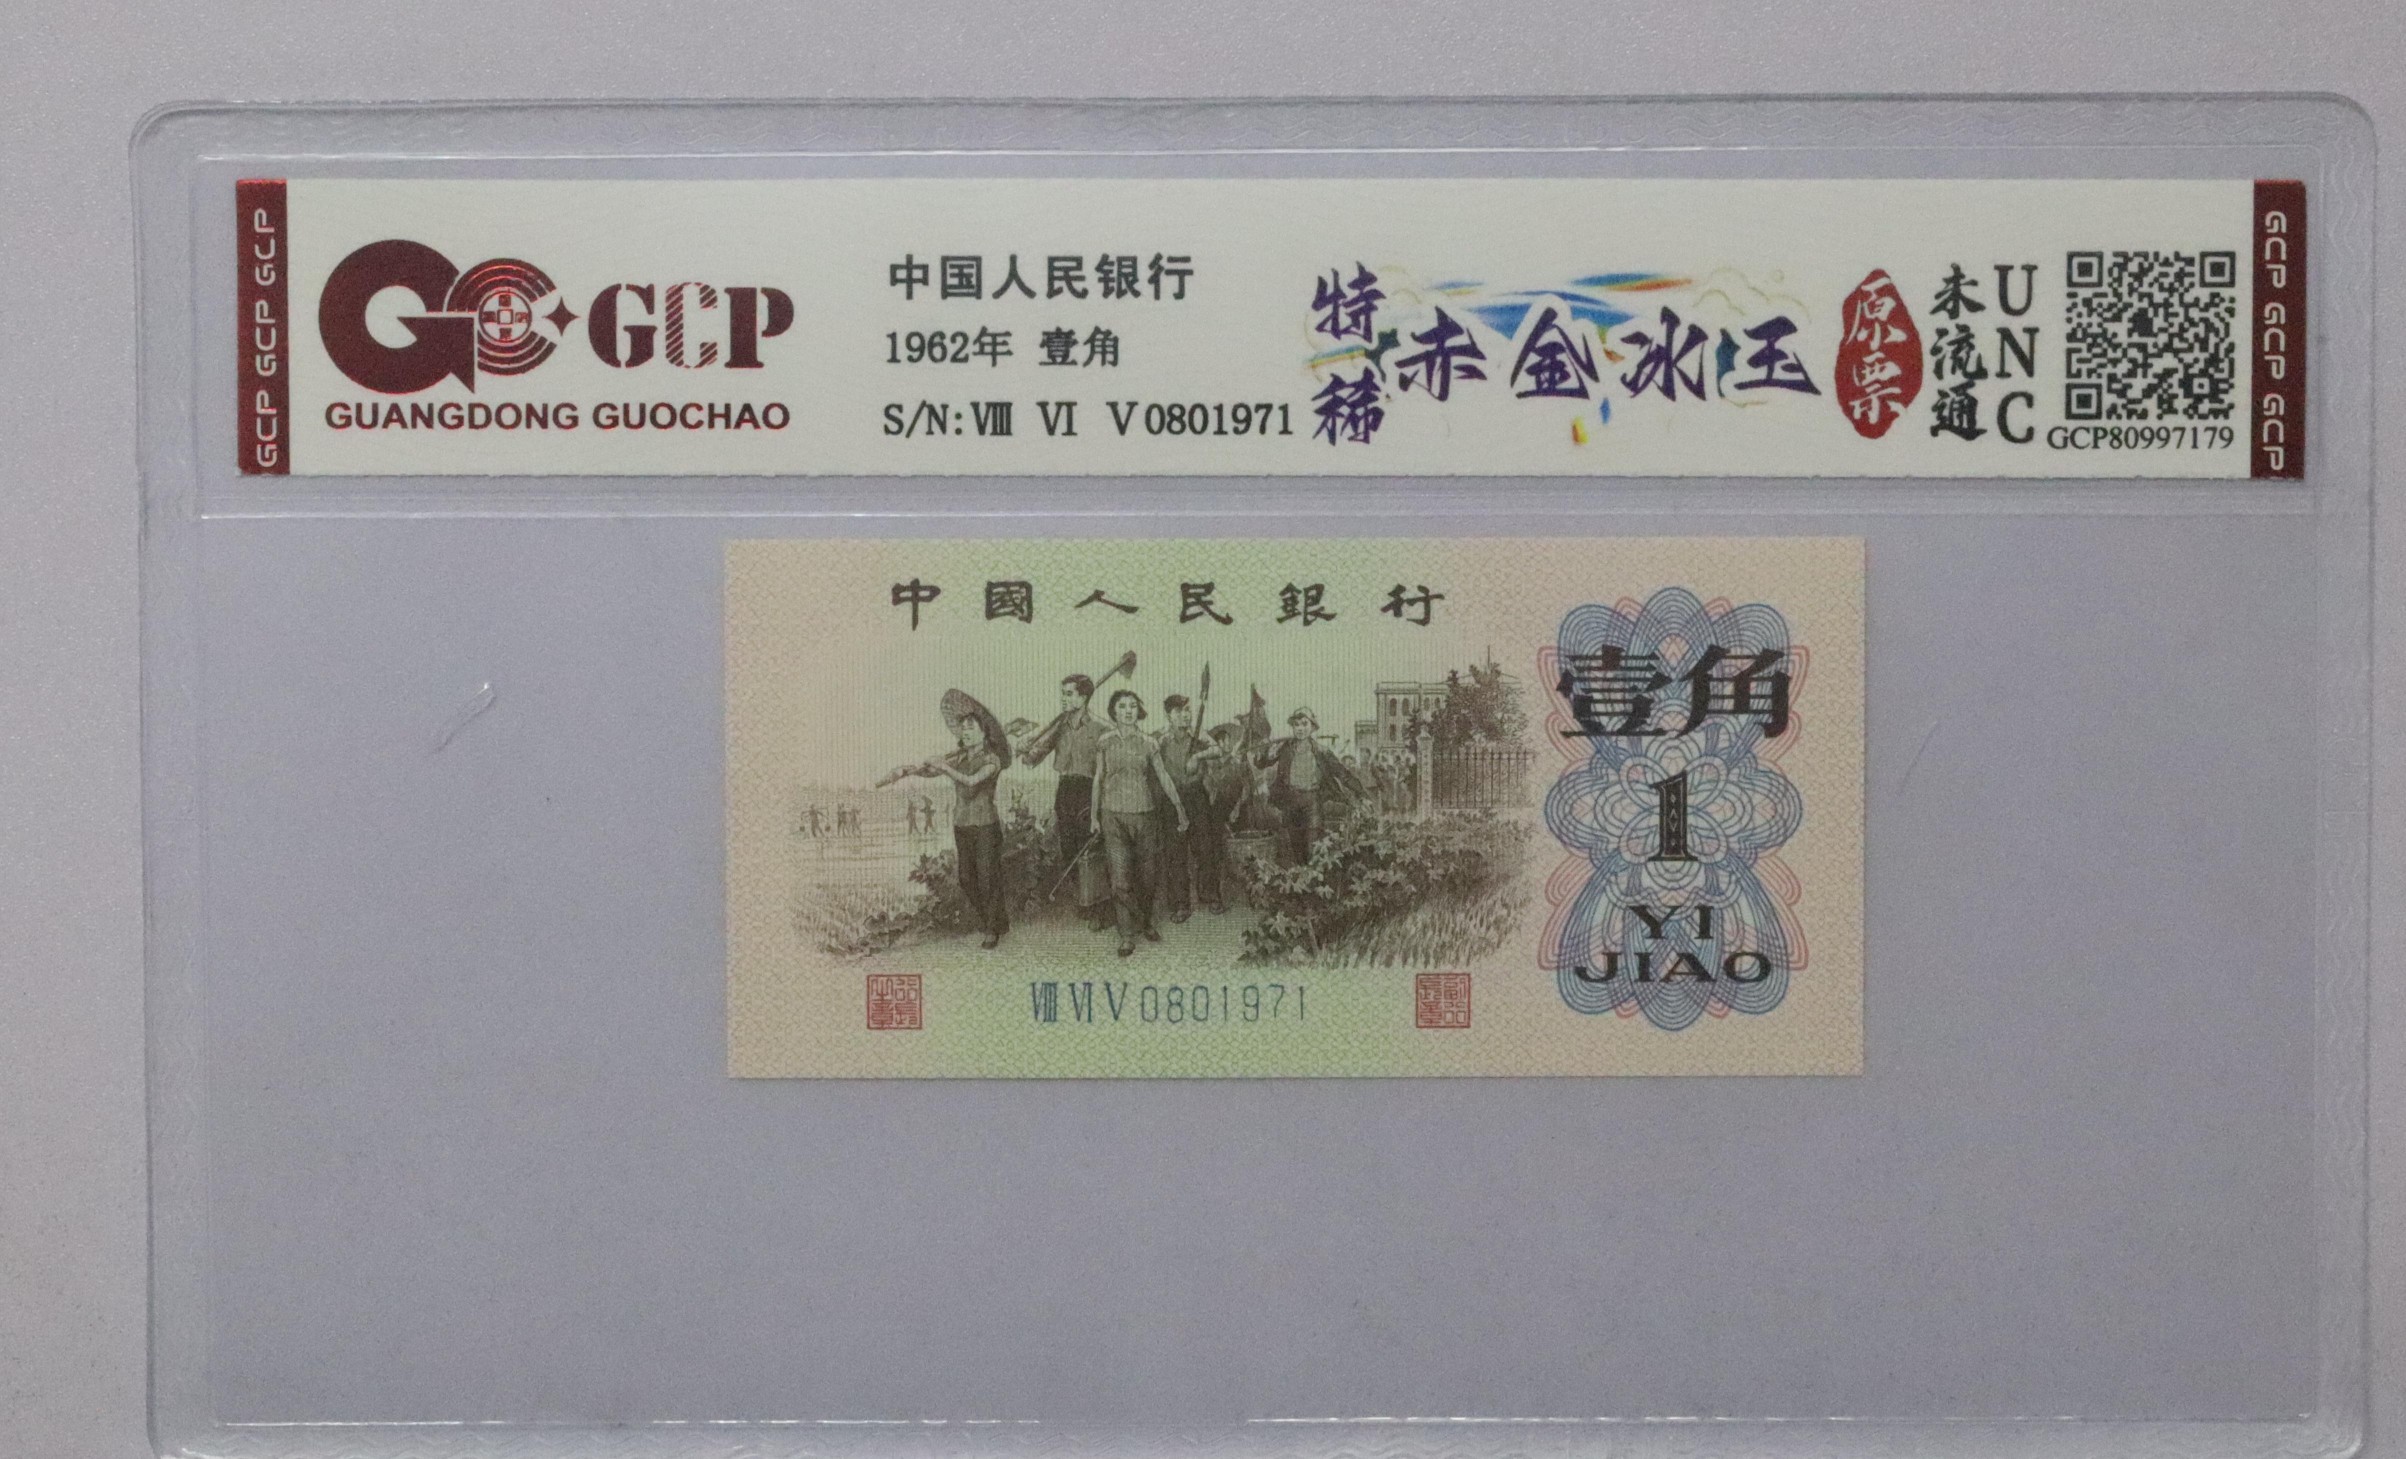 GCP GCP GCP
GCP
GUANGDONG GUOCHAO
中国人民银行
1962年 壹角
S/N: Ⅷ Ⅵ Ⅴ0801971
特稀
赤金冰玉
原票
未流通
UNC
GCP80997179
GCP GCP GCP
中國人民銀行
壹角
1
YI
JIAO
ⅧⅥⅤ0801971